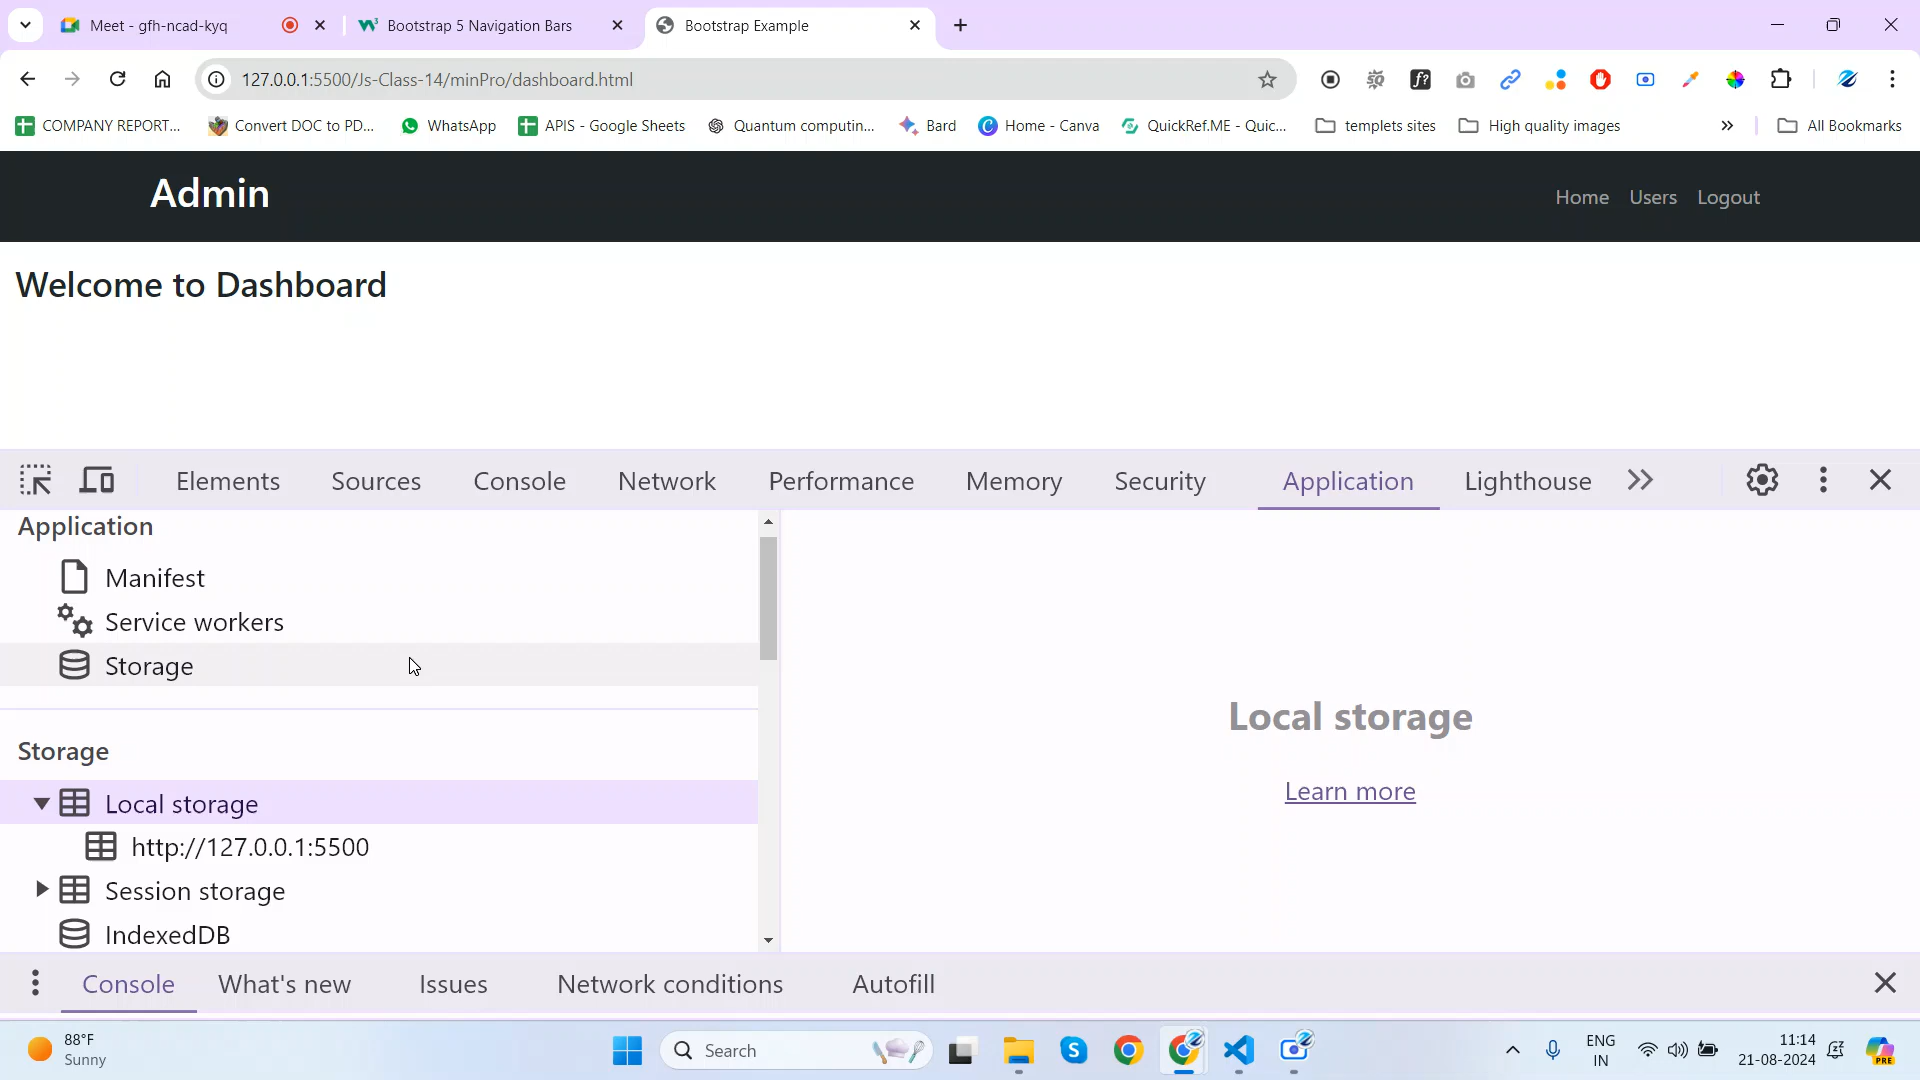 Meet - gfh-ncad-kyq
Bootstrap 5 Navigation Bars
Bootstrap Example
127.0.0.1:5500/Js-Class-14/minPro/dashboard.html
COMPANY REPORT...
Convert DOC to PD...
WhatsApp
APIS - Google Sheets
Quantum computin...
Bard
Home - Canva
QuickRef.ME - Quic...
templets sites
High quality images
All Bookmarks
Admin
Home
Users
Logout
Welcome to Dashboard
Elements
Sources
Console
Network
Performance
Memory
Security
Application
Lighthouse
Application
Manifest
Service workers
Storage
Storage
Local storage
http://127.0.0.1:5500
Session storage
IndexedDB
Local storage
Learn more
Console
What's new
Issues
Network conditions
Autofill
88°F
Sunny
Search
ENG
IN
11:14
21-08-2024
PRE